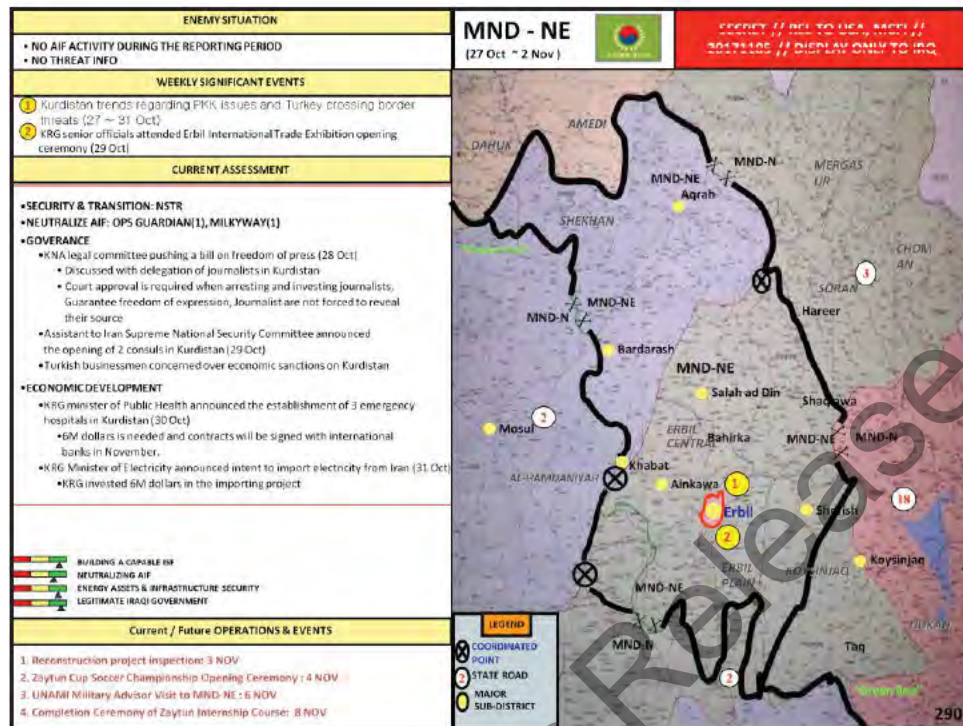 ENEMY SITUATION
• NO AIF ACTIVITY DURING THE REPORTING PERIOD
• NO THREAT INFO
WEEKLY SIGNIFICANT EVENTS
1 Kurdistan trends regarding PKK issues and Turkey crossing border
threats (27 ~ 31 Oct)
2 KRG senior officials attended Erbil International Trade Exhibition opening
ceremony (29 Oct)
CURRENT ASSESSMENT
•SECURITY & TRANSITION: NSTR
•NEUTRALIZE AIF: OPS GUARDIAN(1), MILKYWAY(1)
•GOVERANCE
•KNA legal committee pushing a bill on freedom of press (28 Oct)
• Discussed with delegation of journalists in Kurdistan
• Court approval is required when arresting and investing journalists,
Guarantee freedom of expression, Journalist are not forced to reveal
their source
•Assistant to Iran Supreme National Security Committee announced
the opening of 2 consuls in Kurdistan (29 Oct)
•Turkish businessmen concerned over economic sanctions on Kurdistan
•ECONOMIC DEVELOPMENT
•KRG minister of Public Health announced the establishment of 3 emergency
hospitals in Kurdistan (30 Oct)
•6M dollars is needed and contracts will be signed with international
banks in November.
•KRG Minister of Electricity announced intent to import electricity from Iran (31 Oct)
•KRG invested 6M dollars in the importing project
BUILDING A CAPABLE ISF
NEUTRALIZING AIF
ENERGY ASSETS & INFRASTRUCTURE SECURITY
LEGITIMATE IRAQI GOVERNMENT
Current / Future OPERATIONS & EVENTS
1. Reconstruction project inspection: 3 NOV
2. Zaytun Cup Soccer Championship Opening Ceremony : 4 NOV
3. UNAMI Military Advisor Visit to MND-NE : 6 NOV
4. Completion Ceremony of Zaytun Internship Course: 8 NOV
MND - NE
(27 Oct ~ 2 Nov )
SECRET // REL TO USA, MCFI //
20171105 // DISPLAY ONLY TO IRQ
AMEDI
DAHUK
MND-N
MERGAS
UR
MND-NE
Aqrah
SHEKHAN
CHOM
AN
3
SORAN
Hareer
MND-NE
MND-N
Bardarash
MND-NE
Salah ad Din
Shaqlawa
2
Mosul
ERBIL
CENTRAL
Bahirka
MND-NE
MND-N
Khabat
AL-HAMDANIYAH
Ainkawa
1
18
Erbil
Sherish
2
Koysinjaq
ERBIL
PLAIN
KOYSINJAQ
MND-NE
DUKAN
MND-N
Taq
2
"Green line"
LEGEND
COORDINATED
POINT
2 STATE ROAD
MAJOR
SUB-DISTRICT
Release
290